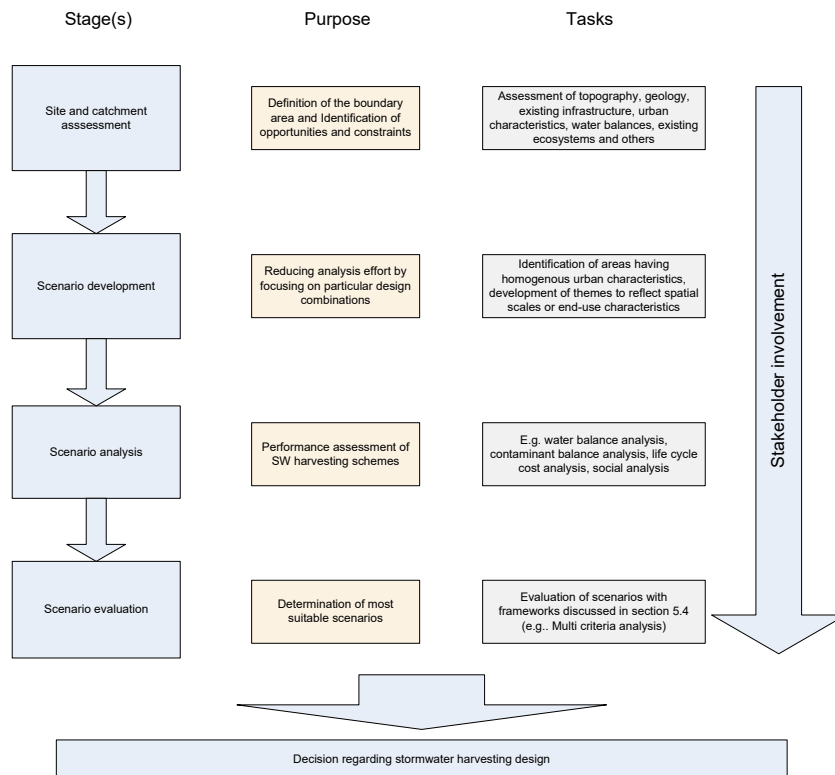 Stage(s)
Purpose
Tasks
Site and catchment
asssessment
Definition of the boundary
area and Identification of
opportunities and constraints
Assessment of topography, geology,
existing infrastructure, urban
characteristics, water balances, existing
ecosystems and others
Scenario development
Reducing analysis effort by
focusing on particular design
combinations
Identification of areas having
homogenous urban characteristics,
development of themes to reflect spatial
scales or end-use characteristics
Scenario analysis
Performance assessment of
SW harvesting schemes
E.g. water balance analysis,
contaminant balance analysis, life cycle
cost analysis, social analysis
Scenario evaluation
Determination of most
suitable scenarios
Evaluation of scenarios with
frameworks discussed in section 5.4
(e.g.. Multi criteria analysis)
Stakeholder involvement
Decision regarding stormwater harvesting design